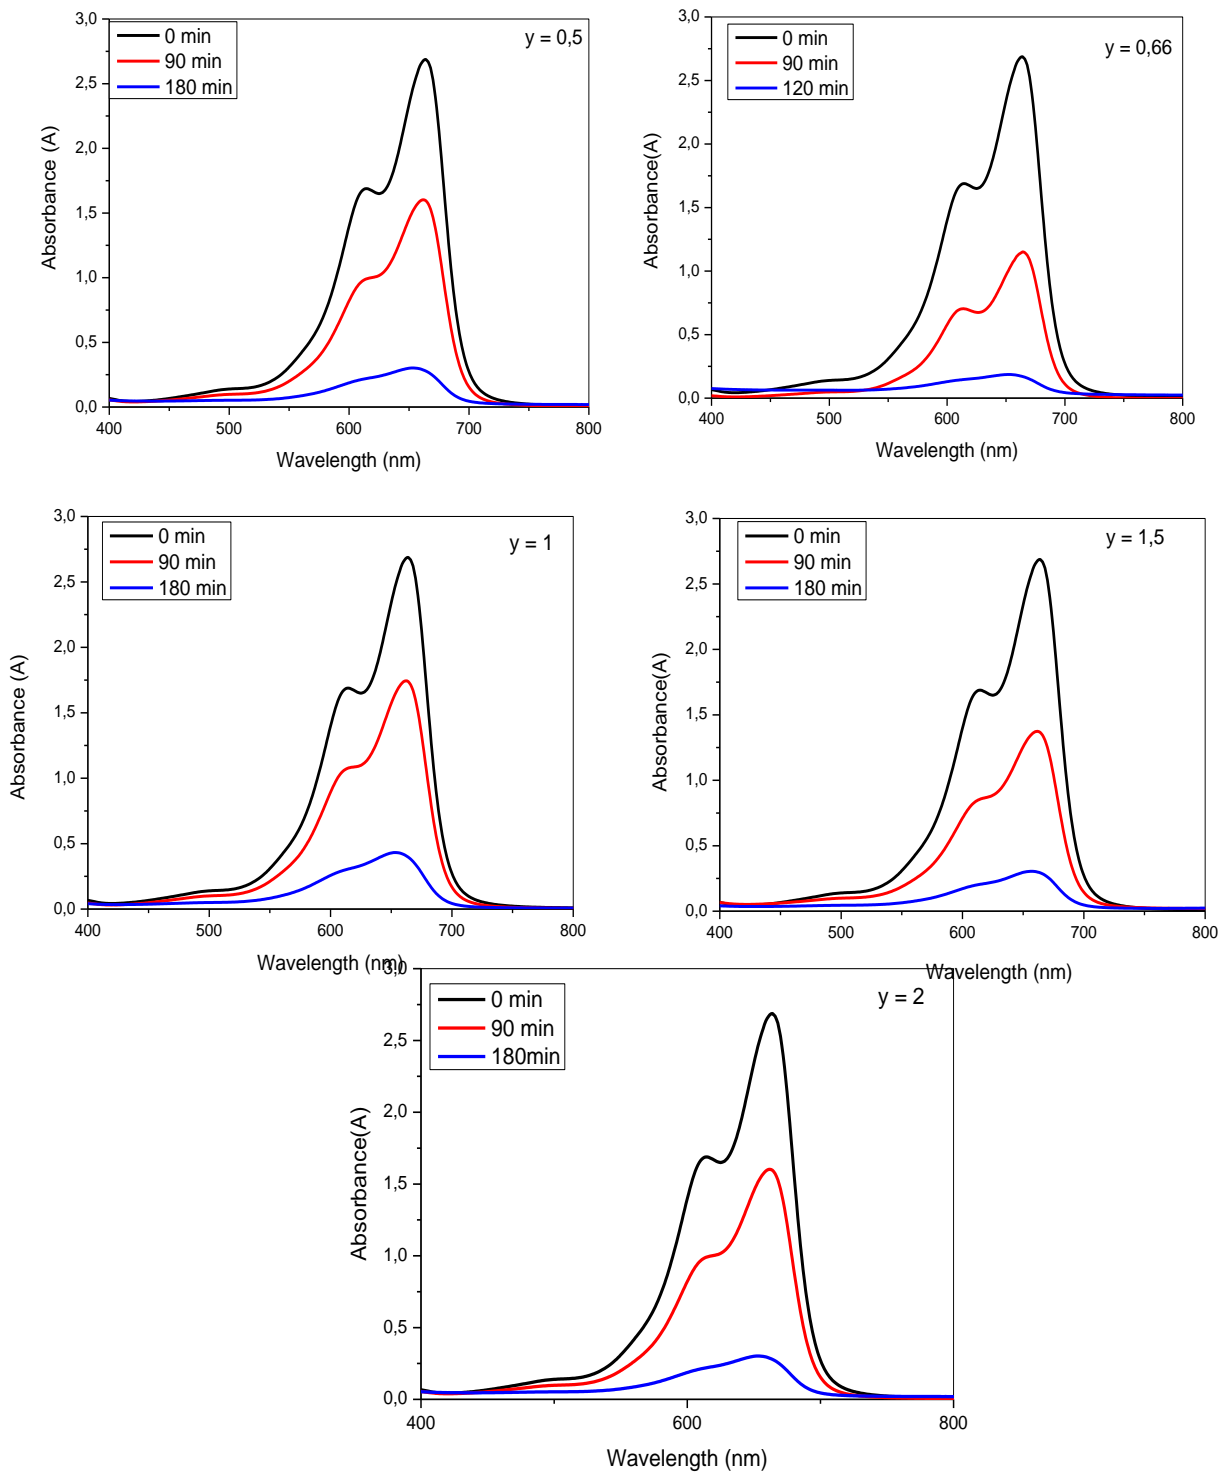 3,0
0 min
90 min
180 min
y = 0,5
2,5
2,0
1,5
1,0
0,5
0,0
Absorbance (A)
400
500
600
700
800
Wavelength (nm)
3,0
0 min
90 min
120 min
y = 0,66
2,5
2,0
1,5
1,0
0,5
0,0
Absorbance(A)
400
500
600
700
800
Wavelength (nm)
3,0
0 min
90 min
180 min
y = 1
2,5
2,0
1,5
1,0
0,5
0,0
Absorbance (A)
400
500
600
700
800
Wavelength (nm)
3,0
0 min
90 min
180 min
y = 1,5
2,5
2,0
1,5
1,0
0,5
0,0
Absorbance(A)
400
500
600
700
800
Wavelength (nm)
3,0
0 min
90 min
180min
y = 2
2,5
2,0
1,5
1,0
0,5
0,0
Absorbance(A)
400
600
800
Wavelength (nm)